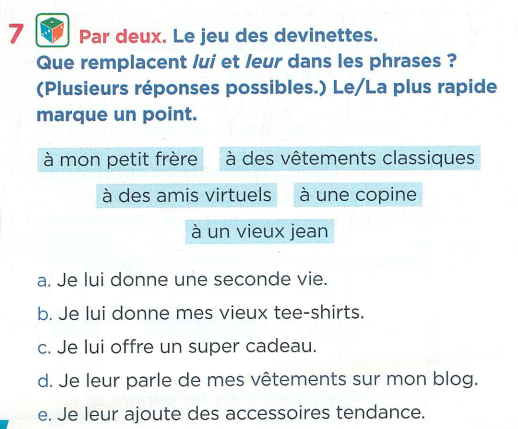 7 Par deux. Le jeu des devinettes.
Que remplacent lui et leur dans les phrases ?
(Plusieurs réponses possibles.) Le/La plus rapide
marque un point.
à mon petit frère à des vêtements classiques
à des amis virtuels à une copine
à un vieux jean
a. Je lui donne une seconde vie.
b. Je lui donne mes vieux tee-shirts.
c. Je lui offre un super cadeau.
d. Je leur parle de mes vêtements sur mon blog.
e. Je leur ajoute des accessoires tendance.